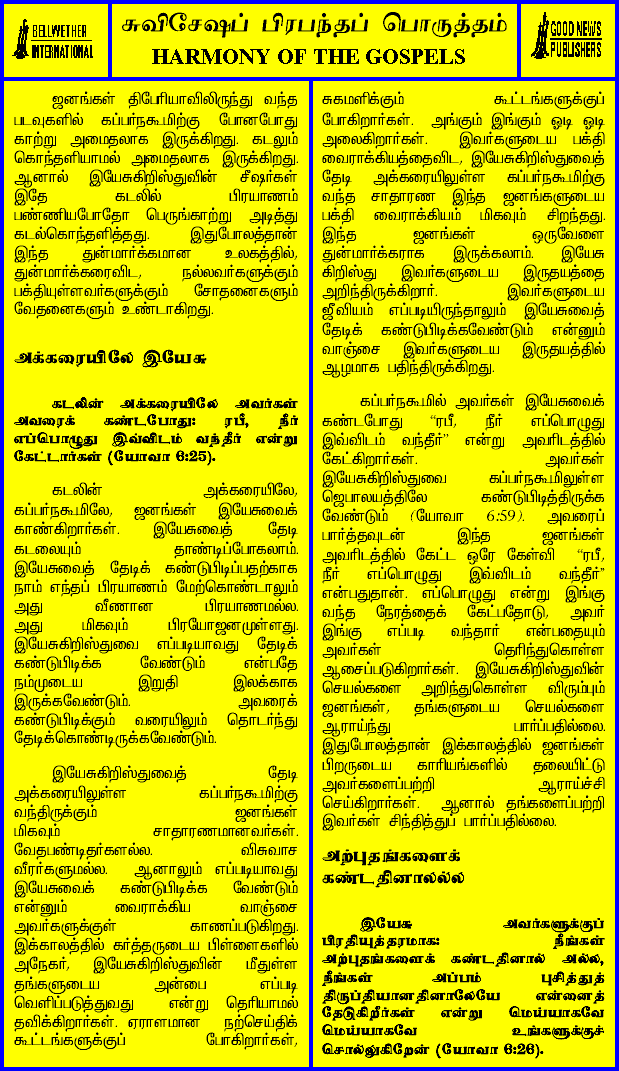 BELLWETHER
INTERNATIONAL
சுவிசேஷப் பிரபந்தப் பொருத்தம்
HARMONY OF THE GOSPELS
GOOD NEWS
PUBLISHERS
ஜனங்கள் திபேரியாவிலிருந்து வந்த
படவுகளில் கப்பர்நகூமிற்கு போனபோது
காற்று அமைதலாக இருக்கிறது. கடலும்
கொந்தளியாமல் அமைதலாக இருக்கிறது.
ஆனால் இயேசுகிறிஸ்துவின் சீஷர்கள்
இதே கடலில் பிரயாணம்
பண்ணியபோதோ பெருங்காற்று அடித்து
கடல்கொந்தளித்தது. இதுபோலத்தான்
இந்த துன்மார்க்கமான உலகத்தில்,
துன்மார்க்கரைவிட, நல்லவர்களுக்கும்
பக்தியுள்ளவர்களுக்கும் சோதனைகளும்
வேதனைகளும் உண்டாகிறது.
அக்கரையிலே இயேசு
கடலின் அக்கரையிலே அவர்கள்
அவரைக் கண்டபோது: ரபீ, நீர்
எப்பொழுது இவ்விடம் வந்தீர் என்று
கேட்டார்கள் (யோவா 6:25).
கடலின் அக்கரையிலே,
கப்பர்நகூமிலே, ஜனங்கள் இயேசுவைக்
காண்கிறார்கள். இயேசுவைத் தேடி
கடலையும் தாண்டிப்போகலாம்.
இயேசுவைத் தேடிக் கண்டுபிடிப்பதற்காக
நாம் எந்தப் பிரயாணம் மேற்கொண்டாலும்
அது வீணான பிரயாணமல்ல.
அது மிகவும் பிரயோஜனமுள்ளது.
இயேசுகிறிஸ்துவை எப்படியாவது தேடிக்
கண்டுபிடிக்க வேண்டும் என்பதே
நம்முடைய இறுதி இலக்காக
இருக்கவேண்டும். அவரைக்
கண்டுபிடிக்கும் வரையிலும் தொடர்ந்து
தேடிக்கொண்டிருக்கவேண்டும்.
இயேசுகிறிஸ்துவைத் தேடி
அக்கரையிலுள்ள கப்பர்நகூமிற்கு
வந்திருக்கும் ஜனங்கள்
மிகவும் சாதாரணமானவர்கள்.
வேதபண்டிதர்களல்ல. விசுவாச
வீரர்களுமல்ல. ஆனாலும் எப்படியாவது
இயேசுவைக் கண்டுபிடிக்க வேண்டும்
என்னும் வைராக்கிய வாஞ்சை
அவர்களுக்குள் காணப்படுகிறது.
இக்காலத்தில் கர்த்தருடைய பிள்ளைகளில்
அநேகர், இயேசுகிறிஸ்துவின் மீதுள்ள
தங்களுடைய அன்பை எப்படி
வெளிப்படுத்துவது என்று தெரியாமல்
தவிக்கிறார்கள். ஏராளமான நற்செய்திக்
கூட்டங்களுக்குப் போகிறார்கள்,
சுகமளிக்கும் கூட்டங்களுக்குப்
போகிறார்கள். அங்கும் இங்கும் ஓடி ஓடி
அலைகிறார்கள். இவர்களுடைய பக்தி
வைராக்கியத்தைவிட, இயேசுகிறிஸ்துவைத்
தேடி அக்கரையிலுள்ள கப்பர்நகூமிற்கு
வந்த சாதாரண இந்த ஜனங்களுடைய
பக்தி வைராக்கியம் மிகவும் சிறந்தது.
இந்த ஜனங்கள் ஒருவேளை
துன்மார்க்கராக இருக்கலாம். இயேசு
கிறிஸ்து இவர்களுடைய இருதயத்தை
அறிந்திருக்கிறார். இவர்களுடைய
ஜீவியம் எப்படியிருந்தாலும் இயேசுவைத்
தேடிக் கண்டுபிடிக்கவேண்டும் என்னும்
வாஞ்சை இவர்களுடைய இருதயத்தில்
ஆழமாக பதிந்திருக்கிறது.
கப்பர்நகூமில் அவர்கள் இயேசுவைக்
கண்டபோது “ரபீ, நீர் எப்பொழுது
இவ்விடம் வந்தீர்” என்று அவரிடத்தில்
கேட்கிறார்கள். அவர்கள்
இயேசுகிறிஸ்துவை கப்பர்நகூமிலுள்ள
ஜெபாலயத்திலே கண்டுபிடித்திருக்க
வேண்டும் (யோவா 6:59). அவரைப்
பார்த்தவுடன் இந்த ஜனங்கள்
அவரிடத்தில் கேட்ட ஒரே கேள்வி “ரபீ,
நீர் எப்பொழுது இவ்விடம் வந்தீர்”
என்பதுதான். எப்பொழுது என்று இங்கு
வந்த நேரத்தைக் கேட்பதோடு, அவர்
இங்கு எப்படி வந்தார் என்பதையும்
அவர்கள் தெரிந்துகொள்ள
ஆசைப்படுகிறார்கள். இயேசுகிறிஸ்துவின்
செயல்களை அறிந்துகொள்ள விரும்பும்
ஜனங்கள், தங்களுடைய செயல்களை
ஆராய்ந்து பார்ப்பதில்லை.
இதுபோலத்தான் இக்காலத்தில் ஜனங்கள்
பிறருடைய காரியங்களில் தலையிட்டு
அவர்களைப்பற்றி ஆராய்ச்சி
செய்கிறார்கள். ஆனால் தங்களைப்பற்றி
இவர்கள் சிந்தித்துப் பார்ப்பதில்லை.
அற்புதங்களைக்
கண்டதினாலல்ல
இயேசு அவர்களுக்குப்
பிரதியுத்தரமாக: நீங்கள்
அற்புதங்களைக் கண்டதினால் அல்ல,
நீங்கள் அப்பம் புசித்துத்
திருப்தியானதினாலேயே என்னைத்
தேடுகிறீர்கள் என்று மெய்யாகவே
மெய்யாகவே உங்களுக்குச்
சொல்லுகிறேன் (யோவா 6:26).